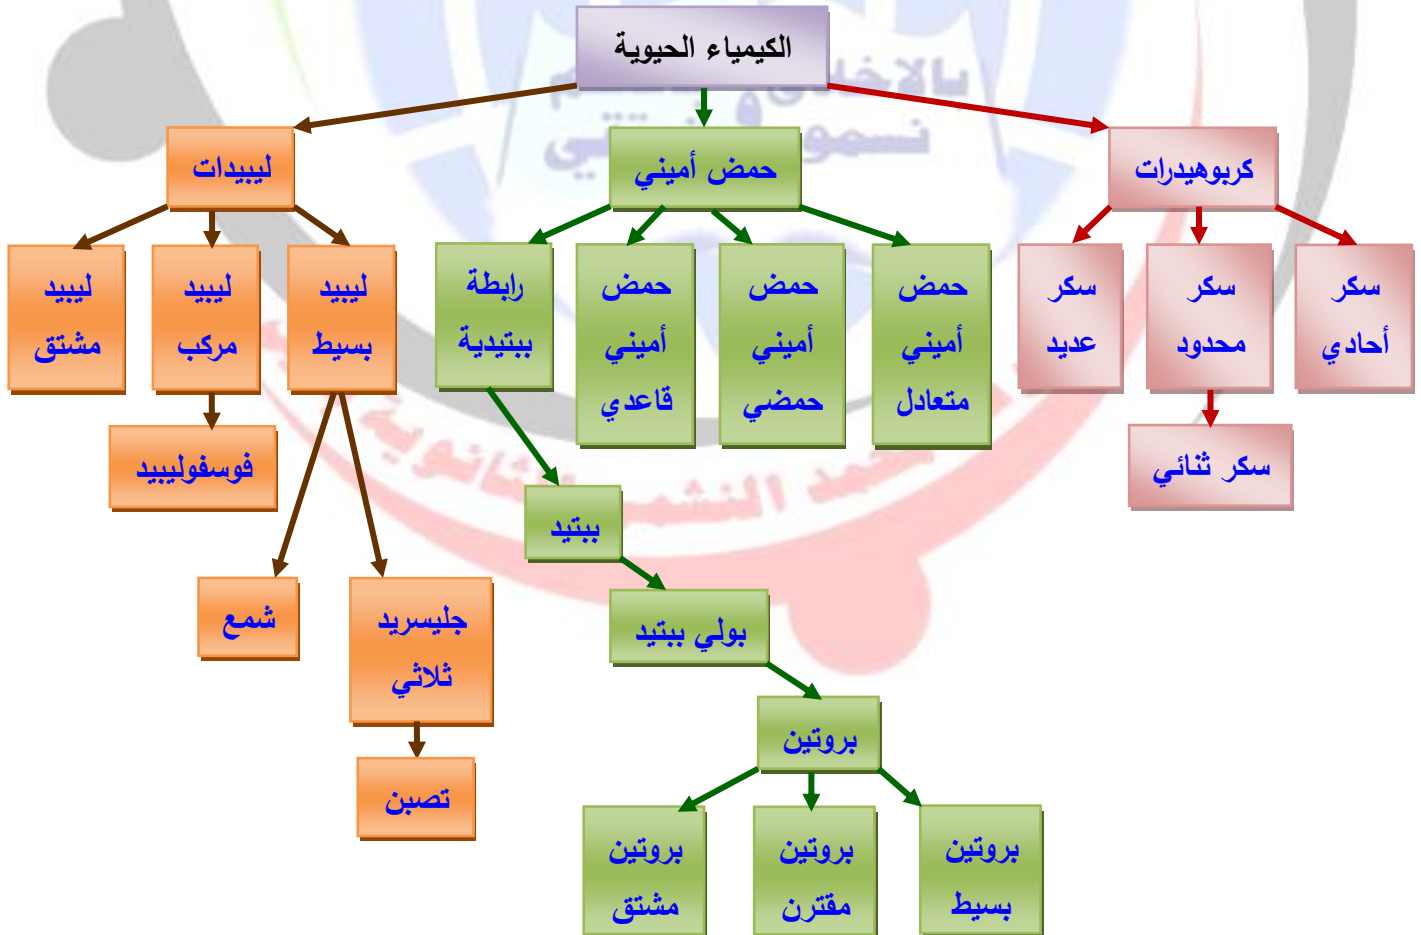 الكيمياء الحيوية
بالاخلاق
نسمو
كربوهيدرات
حمض أميني
ليبيدات
سكر
أحادي
سكر
محدود
سكر
عديد
حمض
أميني
متعادل
حمض
أميني
حمضي
حمض
أميني
قاعدي
رابطة
ببتيدية
ليبيد
بسيط
ليبيد
مركب
ليبيد
مشتق
سكر ثنائي
فوسفوليبيد
ببتيد
جليسريد
ثلاثي
شمع
بولي ببتيد
بروتين
تصبن
بروتين
بسيط
بروتين
مقترن
بروتين
مشتق